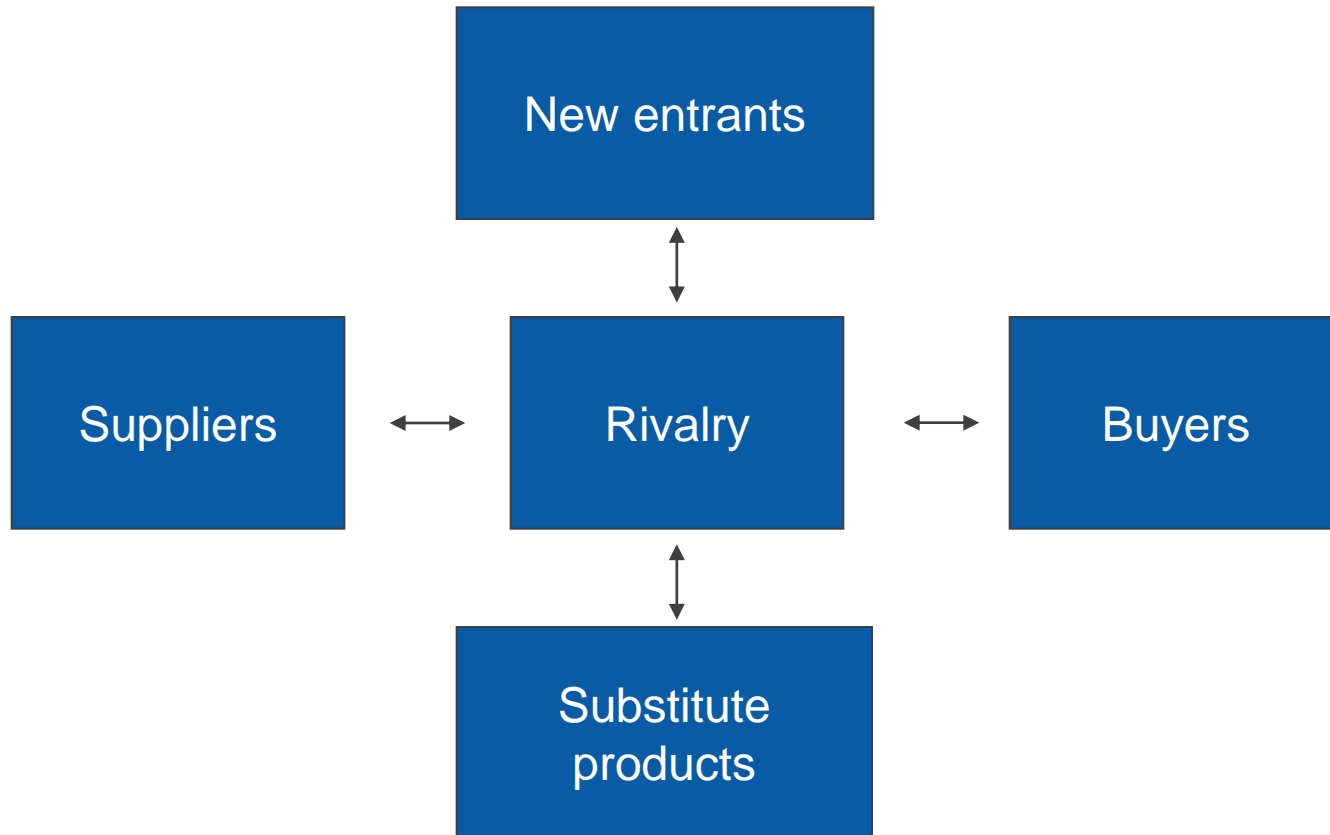 New entrants
Suppliers
Rivalry
Buyers
Substitute
products